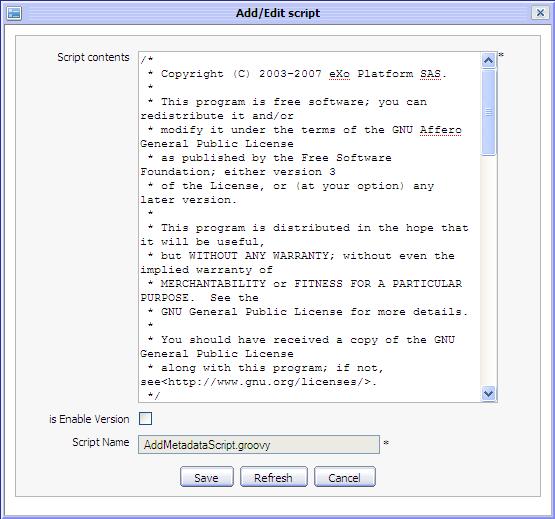 Add/Edit script
Script contents
/*
* Copyright (C) 2003-2007 eXo Platform SAS.
*
* This program is free software; you can
redistribute it and/or
* modify it under the terms of the GNU Affero
General Public License
* as published by the Free Software
Foundation; either version 3
* of the License, or (at your option) any
later version.
*
* This program is distributed in the hope that
it will be useful,
* but WITHOUT ANY WARRANTY; without even the
implied warranty of
* MERCHANTABILITY or FITNESS FOR A PARTICULAR
PURPOSE.  See the
* GNU General Public License for more details.
*
* You should have received a copy of the GNU
General Public License
* along with this program; if not,
see<http://www.gnu.org/licenses/>.
*/
*
is Enable Version
Script Name AddMetadataScript.groovy *
Save Refresh Cancel